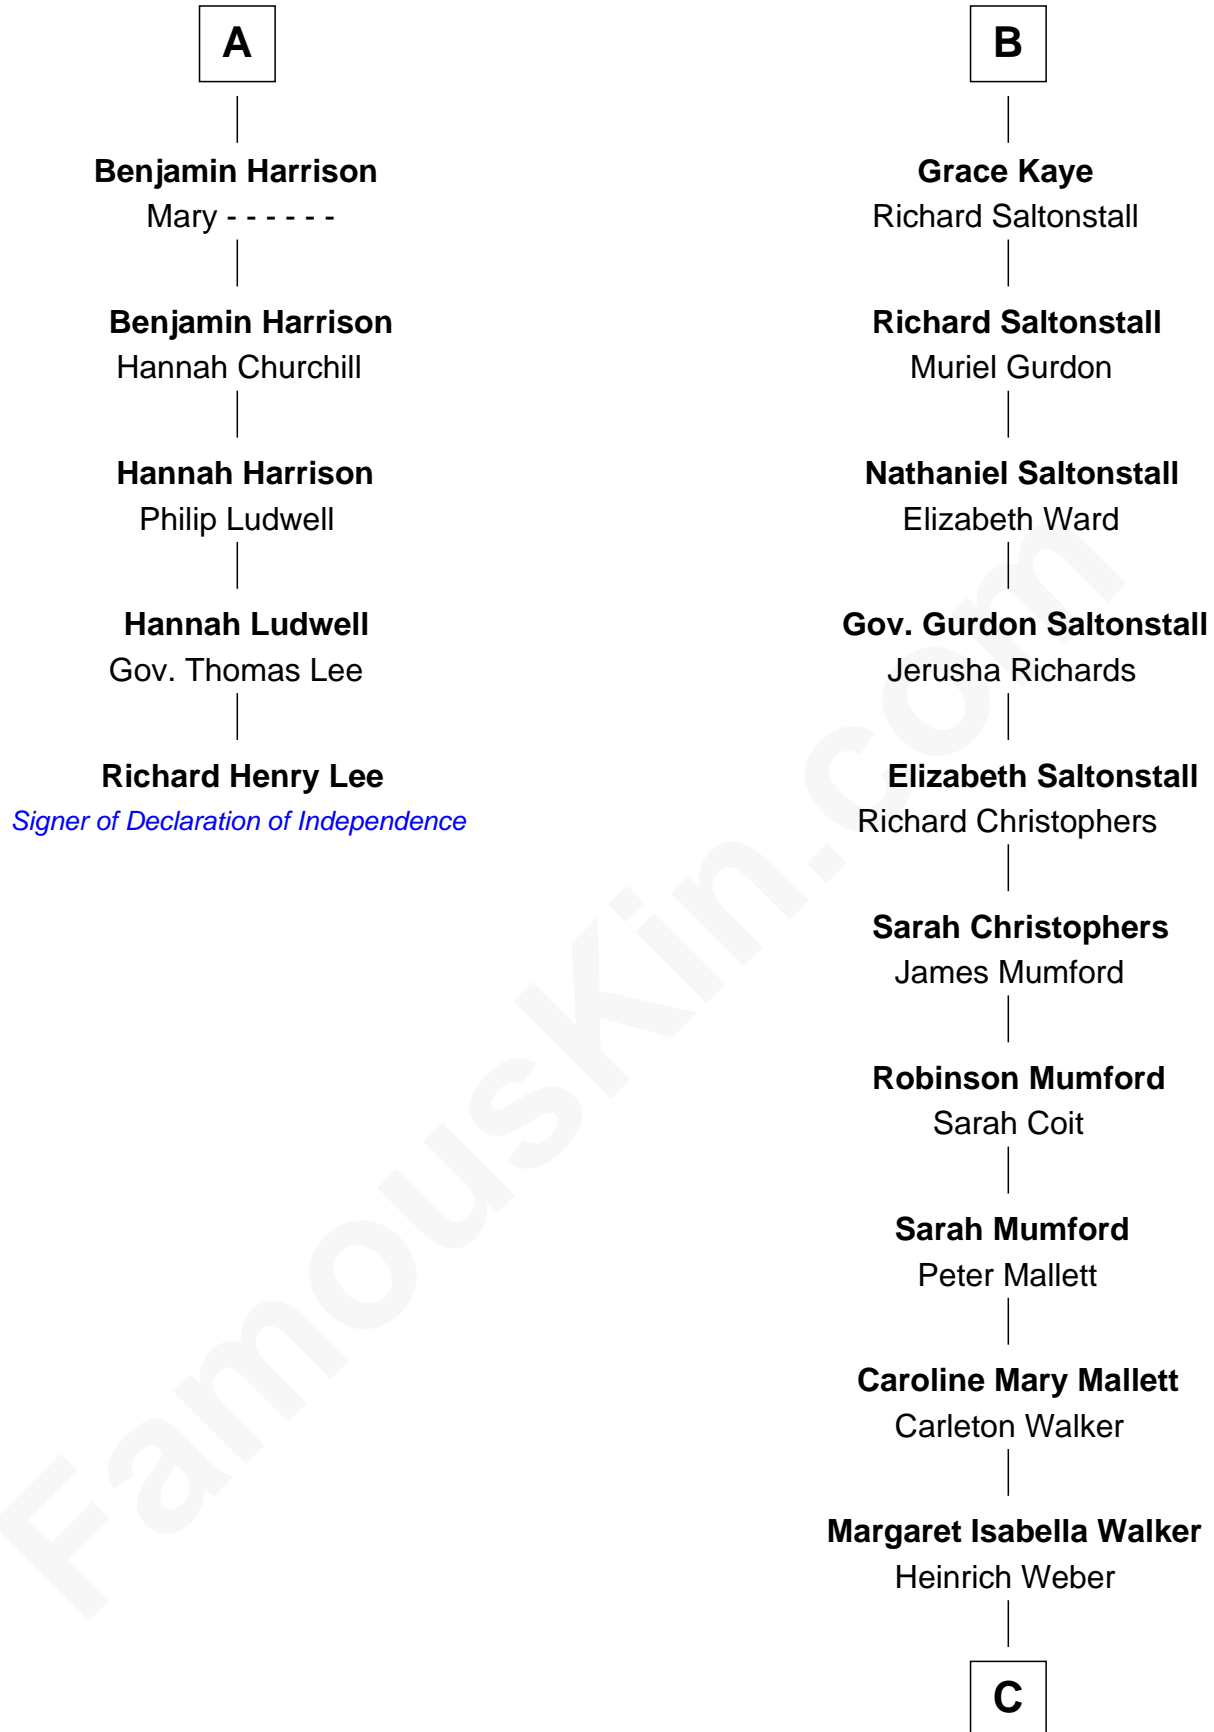 A
Benjamin Harrison
Mary - - - - - -
Benjamin Harrison
Hannah Churchill
Hannah Harrison
Philip Ludwell
Hannah Ludwell
Gov. Thomas Lee
Richard Henry Lee
Signer of Declaration of Independence
B
Grace Kaye
Richard Saltonstall
Richard Saltonstall
Muriel Gurdon
Nathaniel Saltonstall
Elizabeth Ward
Gov. Gurdon Saltonstall
Jerusha Richards
Elizabeth Saltonstall
Richard Christophers
Sarah Christophers
James Mumford
Robinson Mumford
Sarah Coit
Sarah Mumford
Peter Mallett
Caroline Mary Mallett
Carleton Walker
Margaret Isabella Walker
Heinrich Weber
C
FamousKin.com